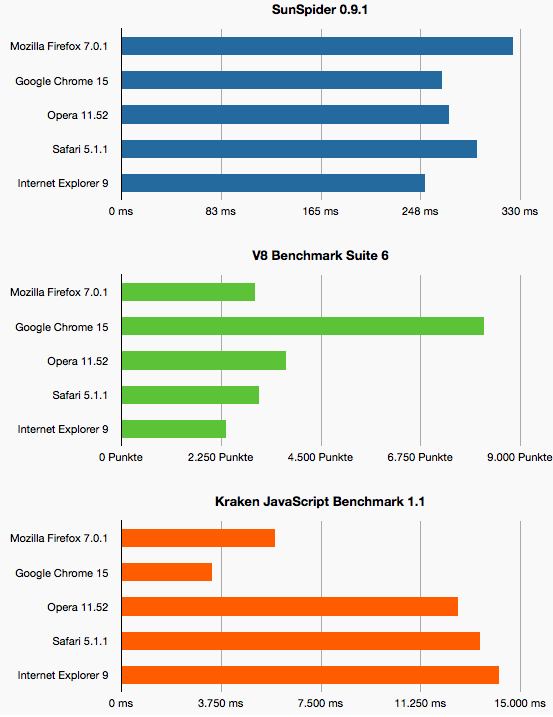 SunSpider 0.9.1
Mozilla Firefox 7.0.1
Google Chrome 15
Opera 11.52
Safari 5.1.1
Internet Explorer 9
0 ms 83 ms 165 ms 248 ms 330 ms
V8 Benchmark Suite 6
Mozilla Firefox 7.0.1
Google Chrome 15
Opera 11.52
Safari 5.1.1
Internet Explorer 9
0 Punkte 2.250 Punkte 4.500 Punkte 6.750 Punkte 9.000 Punkte
Kraken JavaScript Benchmark 1.1
Mozilla Firefox 7.0.1
Google Chrome 15
Opera 11.52
Safari 5.1.1
Internet Explorer 9
0 ms 3.750 ms 7.500 ms 11.250 ms 15.000 ms